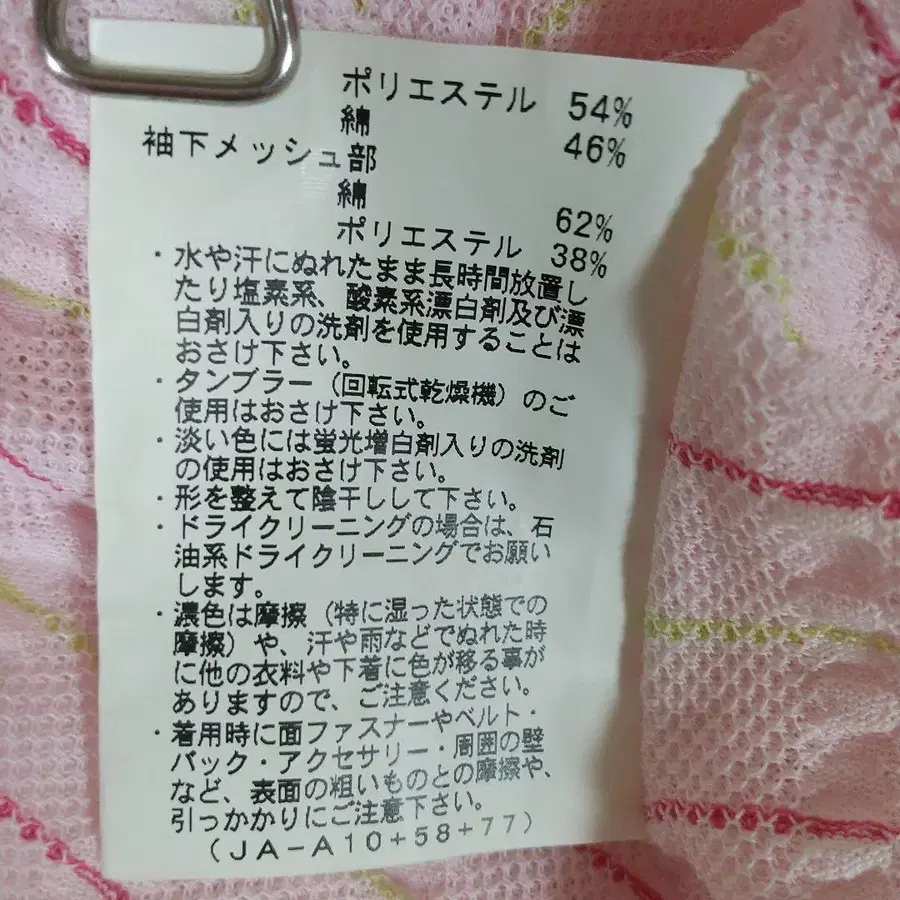 ポリエステル 54%
綿 46%
袖下メッシュ部
綿 62%
ポリエステル 38%
・水や汗にぬれたまま長時間放置し
たり塩素系、酸素系漂白剤及び漂
白剤入りの洗剤を使用することは
おさけ下さい。
・タンブラー（回転式乾燥機）のご
使用はおさけ下さい。
・淡い色には蛍光増白剤入りの洗剤
の使用はおさけ下さい。
・形を整えて陰干しして下さい。
・ドライクリーニングの場合は、石
油系ドライクリーニングでお願い
します。
・濃色は摩擦（特に湿った状態での
摩擦）や、汗や雨などでぬれた時
に他の衣料や下着に色が移る事が
ありますので、ご注意ください。
・着用時に面ファスナーやベルト・
バック・アクセサリー・周囲の壁
など、表面の粗いものとの摩擦や、
引っかかりにご注意下さい。
(JA-A10+58+77)